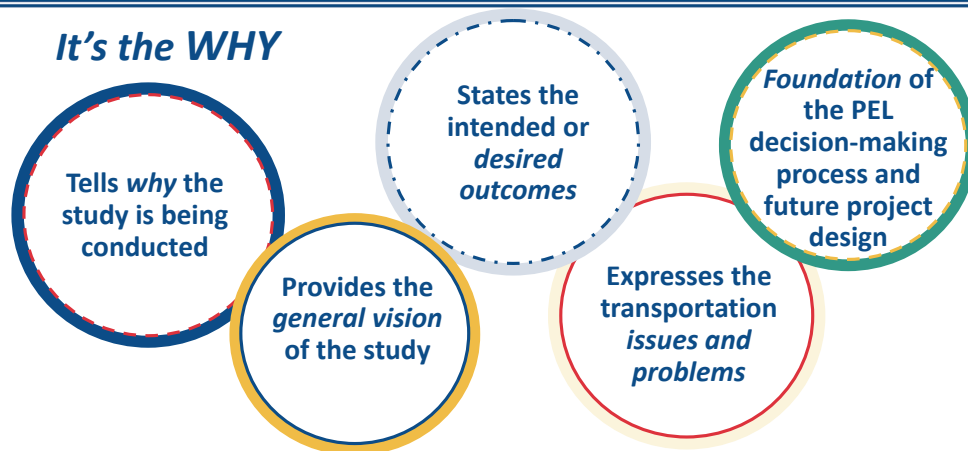 It's the WHY
Tells why the
study is being
conducted
Provides the
general vision
of the study
States the
intended or
desired
outcomes
Expresses the
transportation
issues and
problems
Foundation of
the PEL
decision-making
process and
future project
design